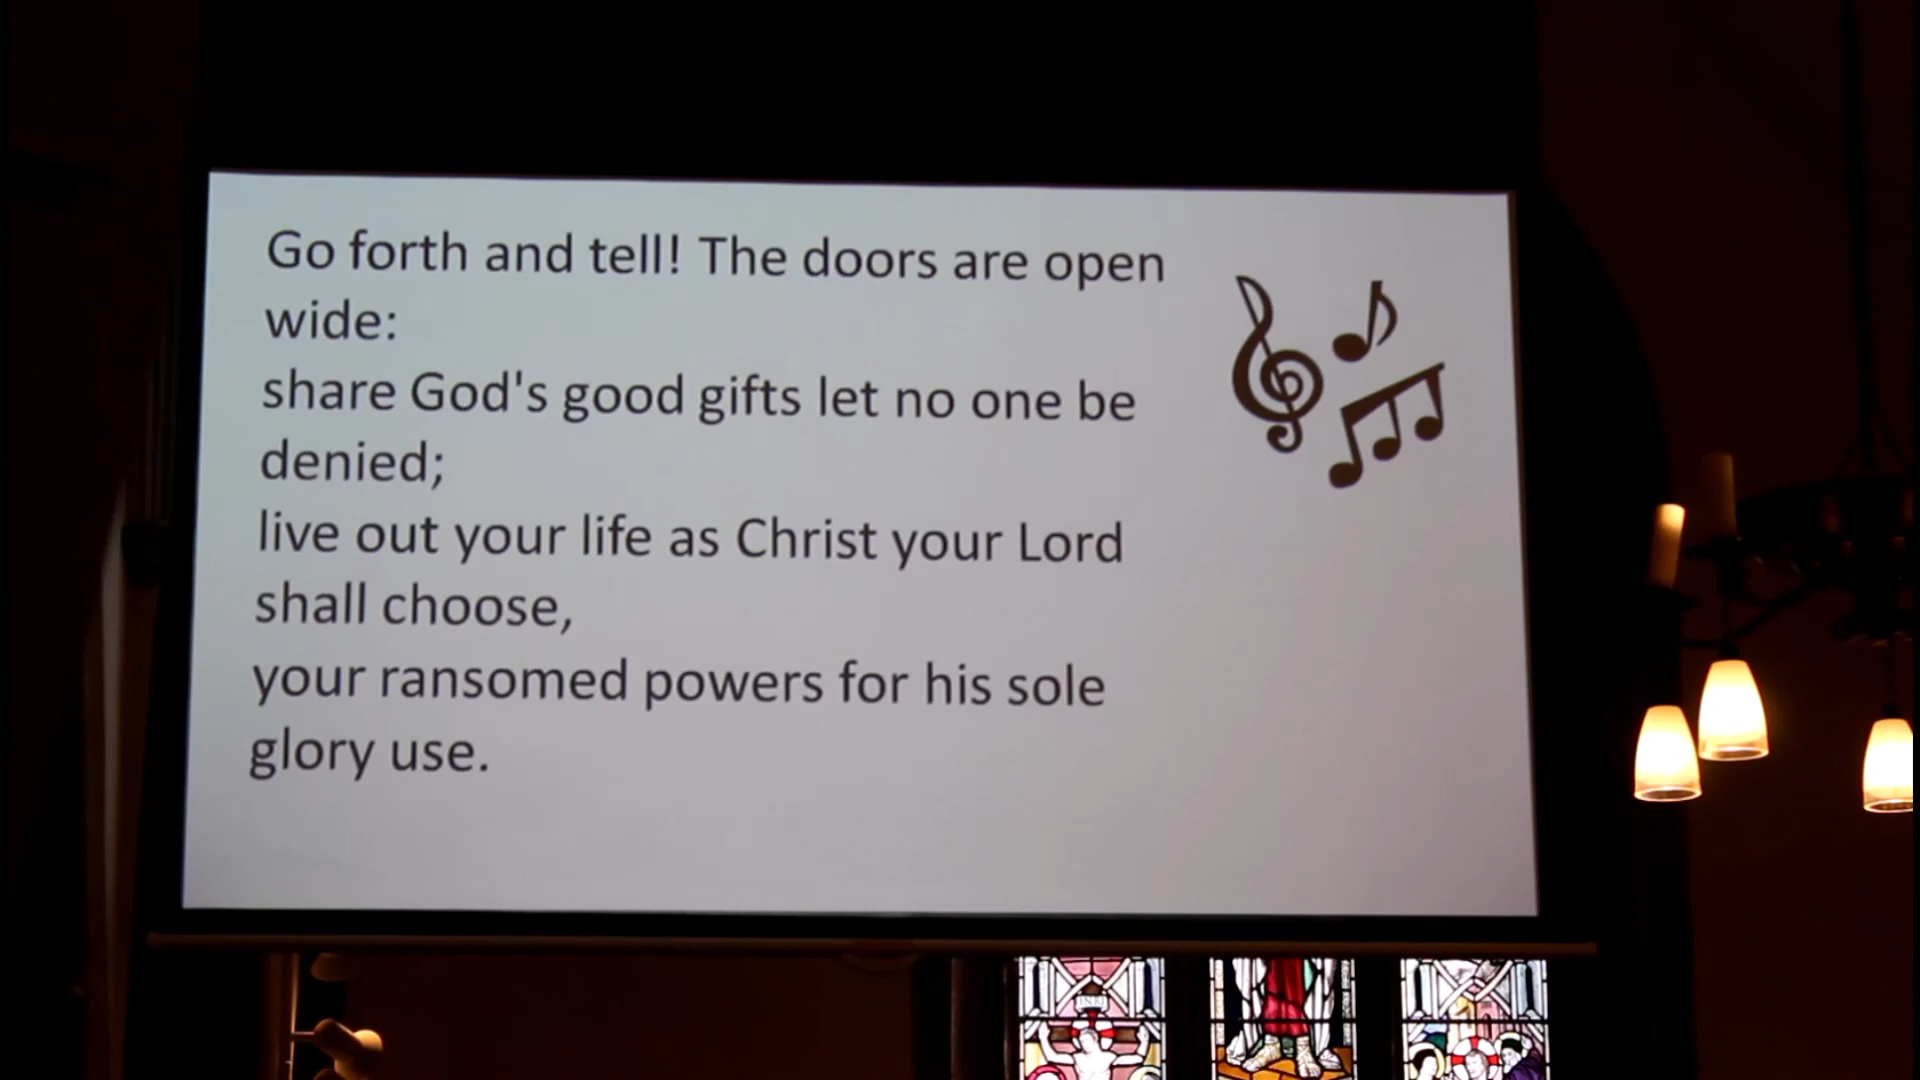 Go forth and tell! The doors are open
wide:
share God's good gifts let no one be
denied;
live out your life as Christ your Lord
shall choose,
your ransomed powers for his sole
glory use.
INRI